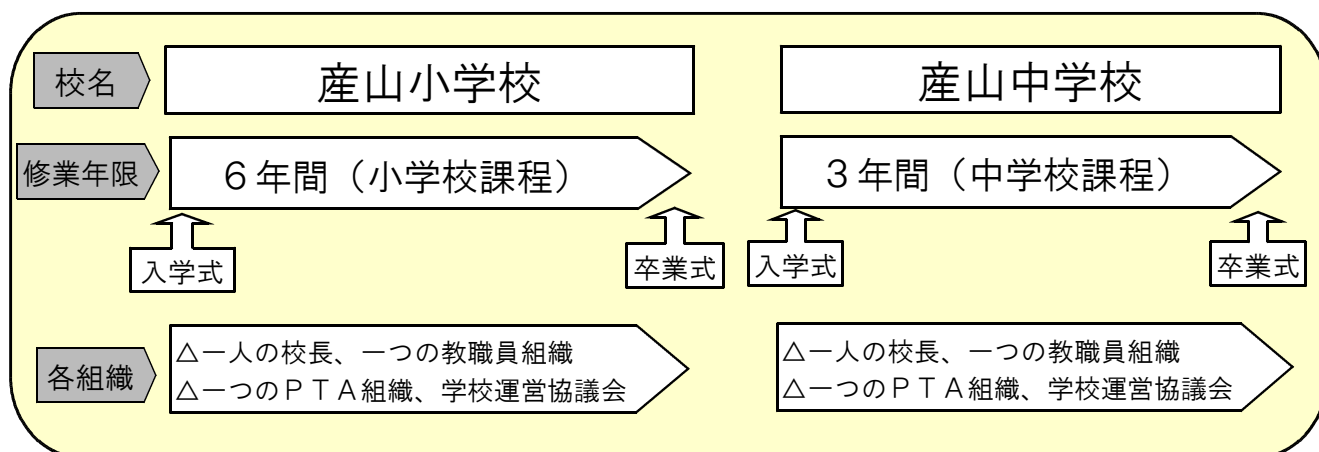 校名
産山小学校
産山中学校
修業年限
６年間（小学校課程）
３年間（中学校課程）
入学式
卒業式
入学式
卒業式
各組織
△一人の校長、一つの教職員組織
△一つのＰＴＡ組織、学校運営協議会
△一人の校長、一つの教職員組織
△一つのＰＴＡ組織、学校運営協議会